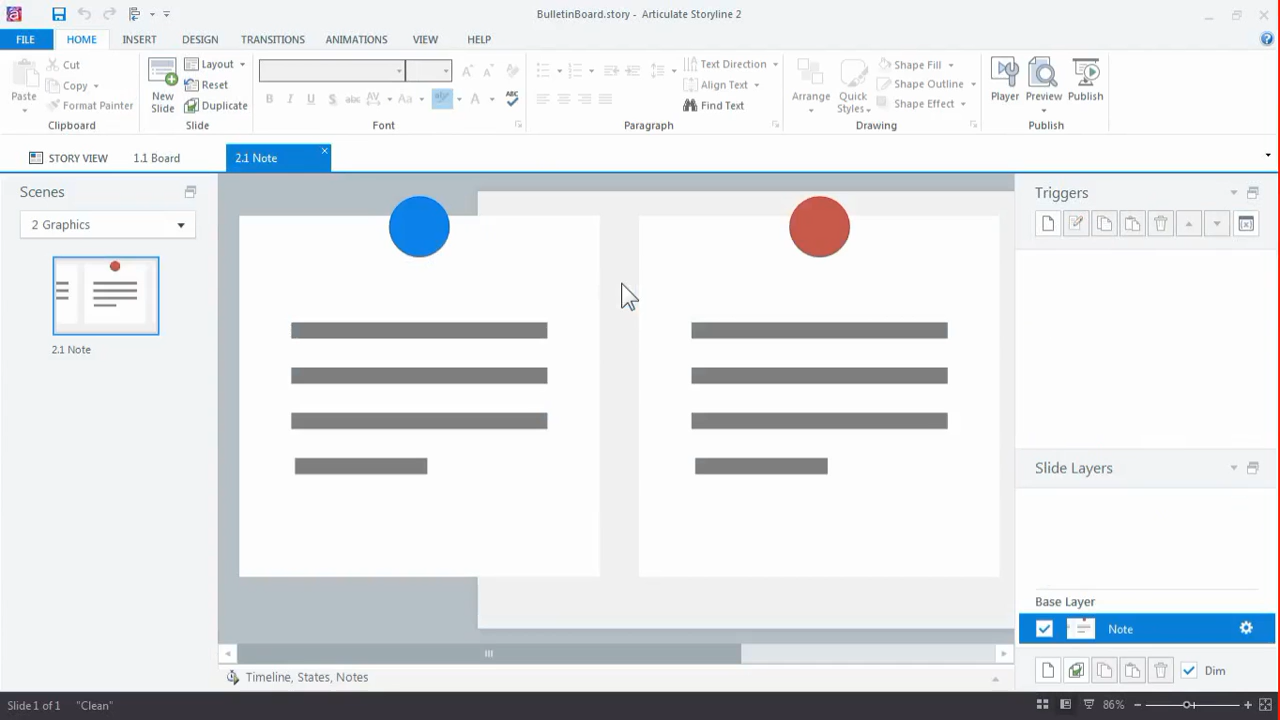 BulletinBoard.story - Articulate Storyline 2
FILE HOME INSERT DESIGN TRANSITIONS ANIMATIONS VIEW HELP
Paste
Cut
Copy
Format Painter
Clipboard
New Slide
Layout
Reset
Duplicate
Slide
B I U S abc AV Aa A
ABC
Font
Text Direction
Align Text
Find Text
Paragraph
Arrange
Quick Styles
Shape Fill
Shape Outline
Shape Effect
Drawing
Player
Preview
Publish
Publish
STORY VIEW 1.1 Board 2.1 Note
Scenes
2 Graphics
2.1 Note
Triggers
Slide Layers
Base Layer
Note
Dim
Timeline, States, Notes
Slide 1 of 1 "Clean" 86%